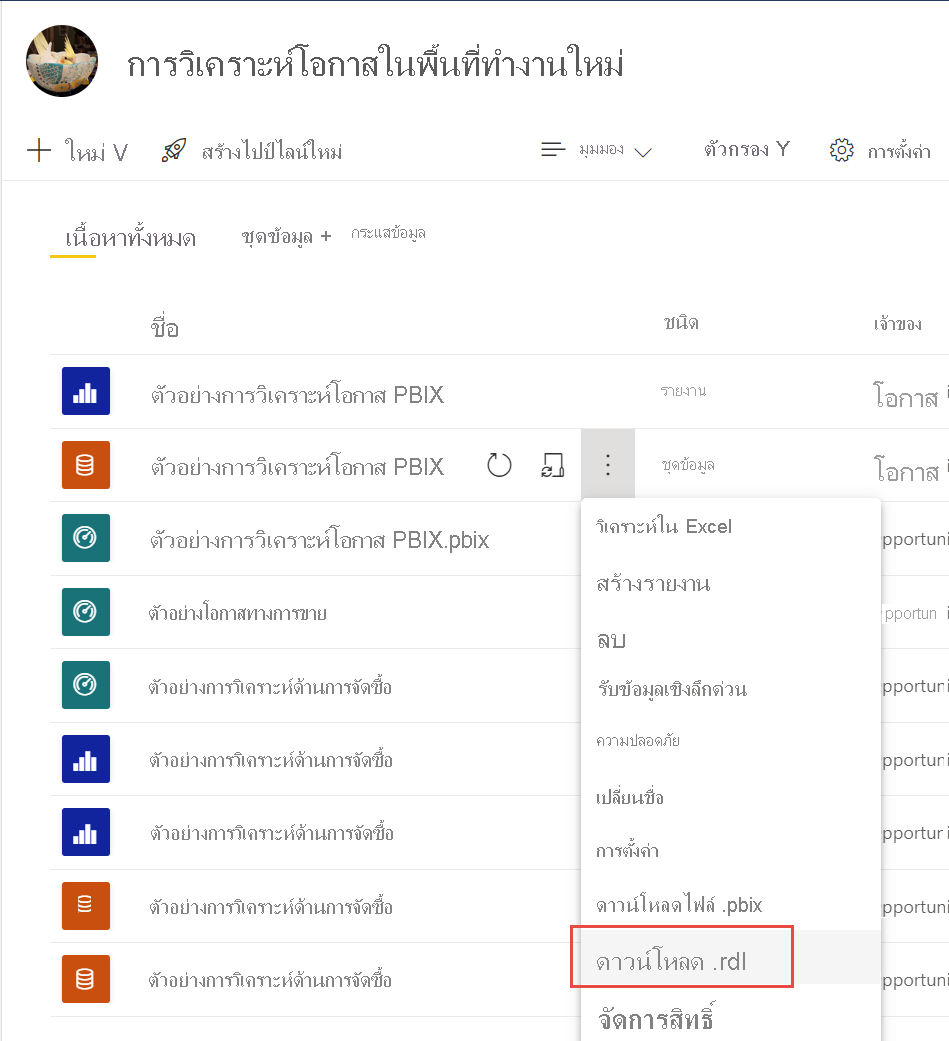 การวิเคราะห์โอกาสในพื้นที่ทำงานใหม่
ใหม่ V สร้างไปป์ไลน์ใหม่ มุมมอง ตัวกรอง Y การตั้งค่า
เนื้อหาทั้งหมด ชุดข้อมูล + กระแสข้อมูล
ชื่อ ชนิด เจ้าของ
ตัวอย่างการวิเคราะห์โอกาส PBIX รายงาน โอกาส
ตัวอย่างการวิเคราะห์โอกาส PBIX ชุดข้อมูล โอกาส
วิเคราะห์ใน Excel
ตัวอย่างการวิเคราะห์โอกาส PBIX.pbix pportuni
สร้างรายงาน
ตัวอย่างโอกาสทางการขาย pportun
ลบ
ตัวอย่างการวิเคราะห์ด้านการจัดซื้อ รับข้อมูลเชิงลึกด่วน pportuni
ความปลอดภัย
ตัวอย่างการวิเคราะห์ด้านการจัดซื้อ pportuni
เปลี่ยนชื่อ
ตัวอย่างการวิเคราะห์ด้านการจัดซื้อ pportur
การตั้งค่า
ตัวอย่างการวิเคราะห์ด้านการจัดซื้อ ดาวน์โหลดไฟล์ .pbix pportuni
ดาวน์โหลด .rdl
ตัวอย่างการวิเคราะห์ด้านการจัดซื้อ pportuni
จัดการสิทธิ์